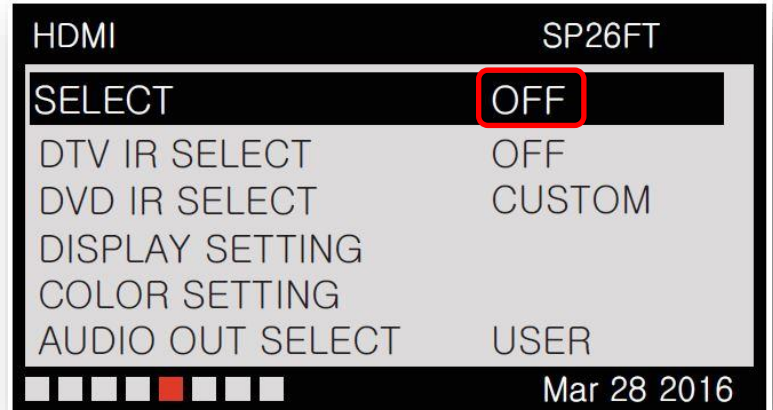 HDMI SP26FT
SELECT OFF
DTV IR SELECT OFF
DVD IR SELECT CUSTOM
DISPLAY SETTING
COLOR SETTING
AUDIO OUT SELECT USER
Mar 28 2016